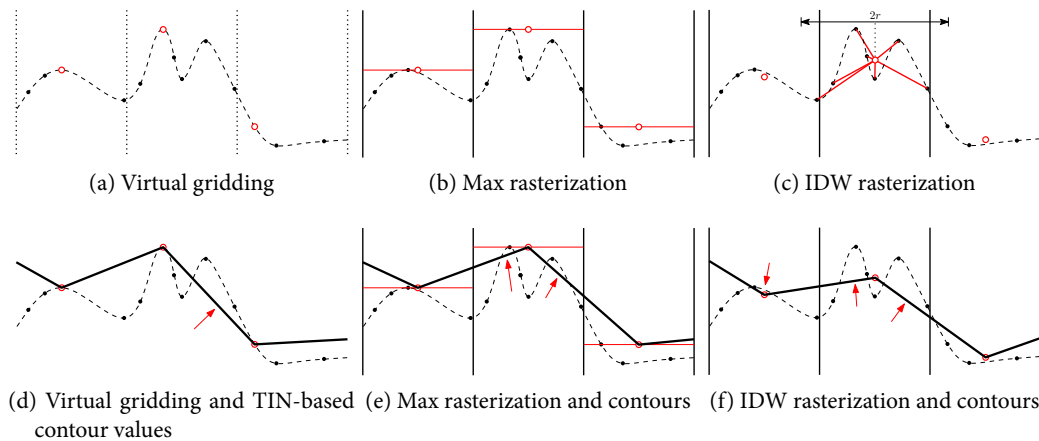 2r
(a) Virtual gridding
(b) Max rasterization
(c) IDW rasterization
(d) Virtual gridding and TIN-based
contour values
(e) Max rasterization and contours
(f) IDW rasterization and contours